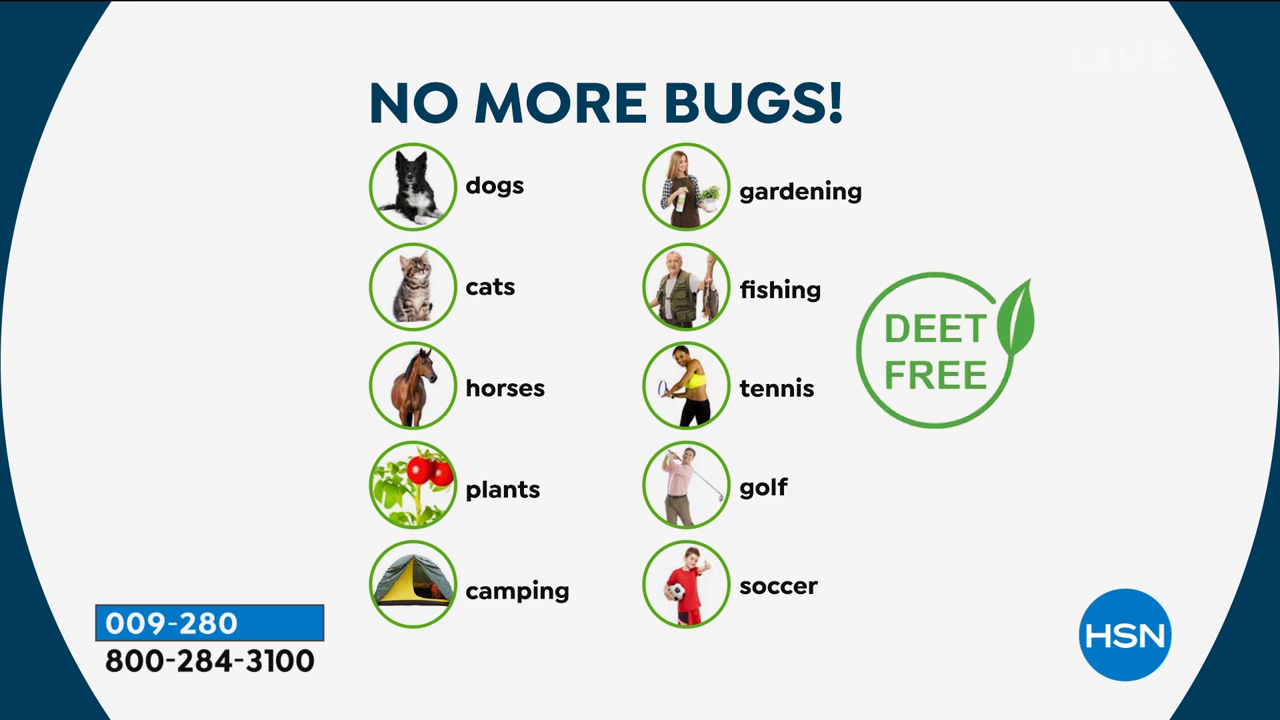 LIVE
NO MORE BUGS!
dogs
cats
horses
plants
camping
gardening
fishing
tennis
golf
soccer
DEET
FREE
009-280
800-284-3100
HSN